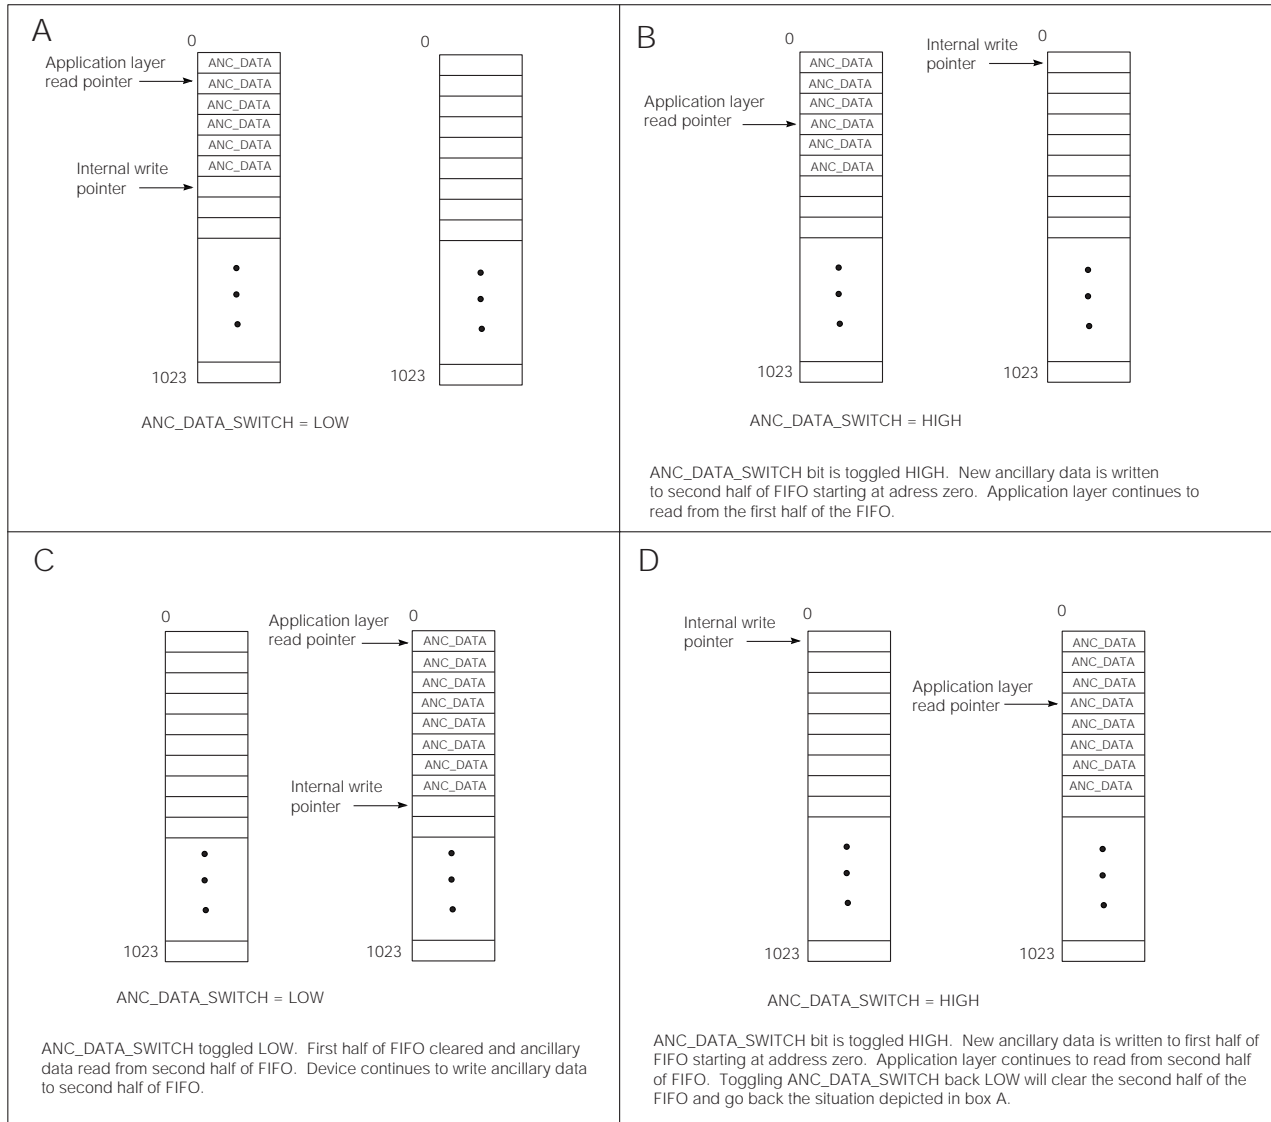 A
0
0
Application layer
read pointer
ANC_DATA
ANC_DATA
ANC_DATA
ANC_DATA
ANC_DATA
ANC_DATA
Internal write
pointer
1023
1023
ANC_DATA_SWITCH = LOW
B
0
0
Internal write
pointer
Application layer
read pointer
ANC_DATA
ANC_DATA
ANC_DATA
ANC_DATA
ANC_DATA
ANC_DATA
1023
1023
ANC_DATA_SWITCH = HIGH
ANC_DATA_SWITCH bit is toggled HIGH. New ancillary data is written
to second half of FIFO starting at adress zero. Application layer continues to
read from the first half of the FIFO.
C
0
0
Application layer
read pointer
ANC_DATA
ANC_DATA
ANC_DATA
ANC_DATA
ANC_DATA
ANC_DATA
ANC_DATA
ANC_DATA
Internal write
pointer
1023
1023
ANC_DATA_SWITCH = LOW
ANC_DATA_SWITCH toggled LOW. First half of FIFO cleared and ancillary
data read from second half of FIFO. Device continues to write ancillary data
to second half of FIFO.
D
0
0
Internal write
pointer
Application layer
read pointer
ANC_DATA
ANC_DATA
ANC_DATA
ANC_DATA
ANC_DATA
ANC_DATA
ANC_DATA
ANC_DATA
1023
1023
ANC_DATA_SWITCH = HIGH
ANC_DATA_SWITCH bit is toggled HIGH. New ancillary data is written to first half of
FIFO starting at address zero. Application layer continues to read from second half
of FIFO. Toggling ANC_DATA_SWITCH back LOW will clear the second half of the
FIFO and go back the situation depicted in box A.